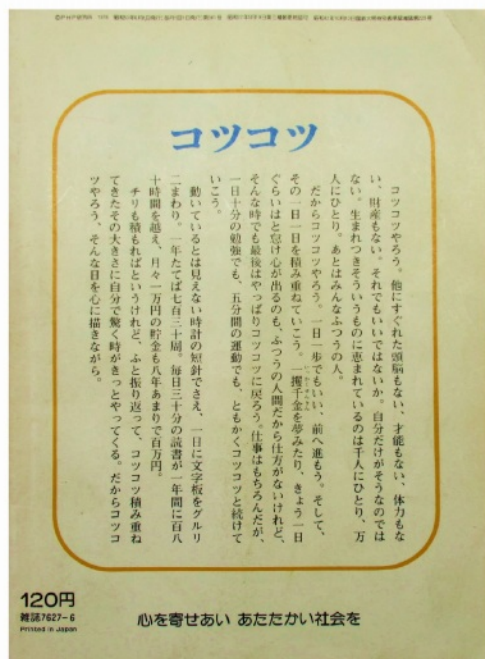 コツコツ
コツコツやろう。他にすぐれた頭脳もない、才能もない、体力もな
い、財産もない。それでもいいではないか。自分だけがそうなのでは
ない。生まれつきそういうものに恵まれているのは千人にひとり、万
人にひとり。あとはみんなふつうの人。
だからコツコツやろう。一日一歩でもいい、前へ進もう。そして、
その一日一日を積み重ねていこう。一攫千金を夢みたり、きょう一日
ぐらいはと怠け心が出るのも、ふつうの人間だから仕方がないけれど、
そんな時でも最後はやっぱりコツコツに戻ろう。仕事はもちろんだが、
一日十分の勉強でも、五分間の運動でも、ともかくコツコツと続けて
いこう。
動いているとは見えない時計の短針でさえ、一日に文字板をグルリ
二まわり、一年たてば七百三十周。毎日三十分の読書が一年間に百八
十時間を越え、月々一万円の貯金も八年あまりで百万円。
チリも積もればというけれど、ふと振り返って、コツコツ積み重ね
てきたその大きさに自分で驚く時がきっとやってくる。だからコツコ
ツやろう、そんな日を心に描きながら。
120円
雑誌7627-6
Printed in Japan
心を寄せあい あたたかい社会を